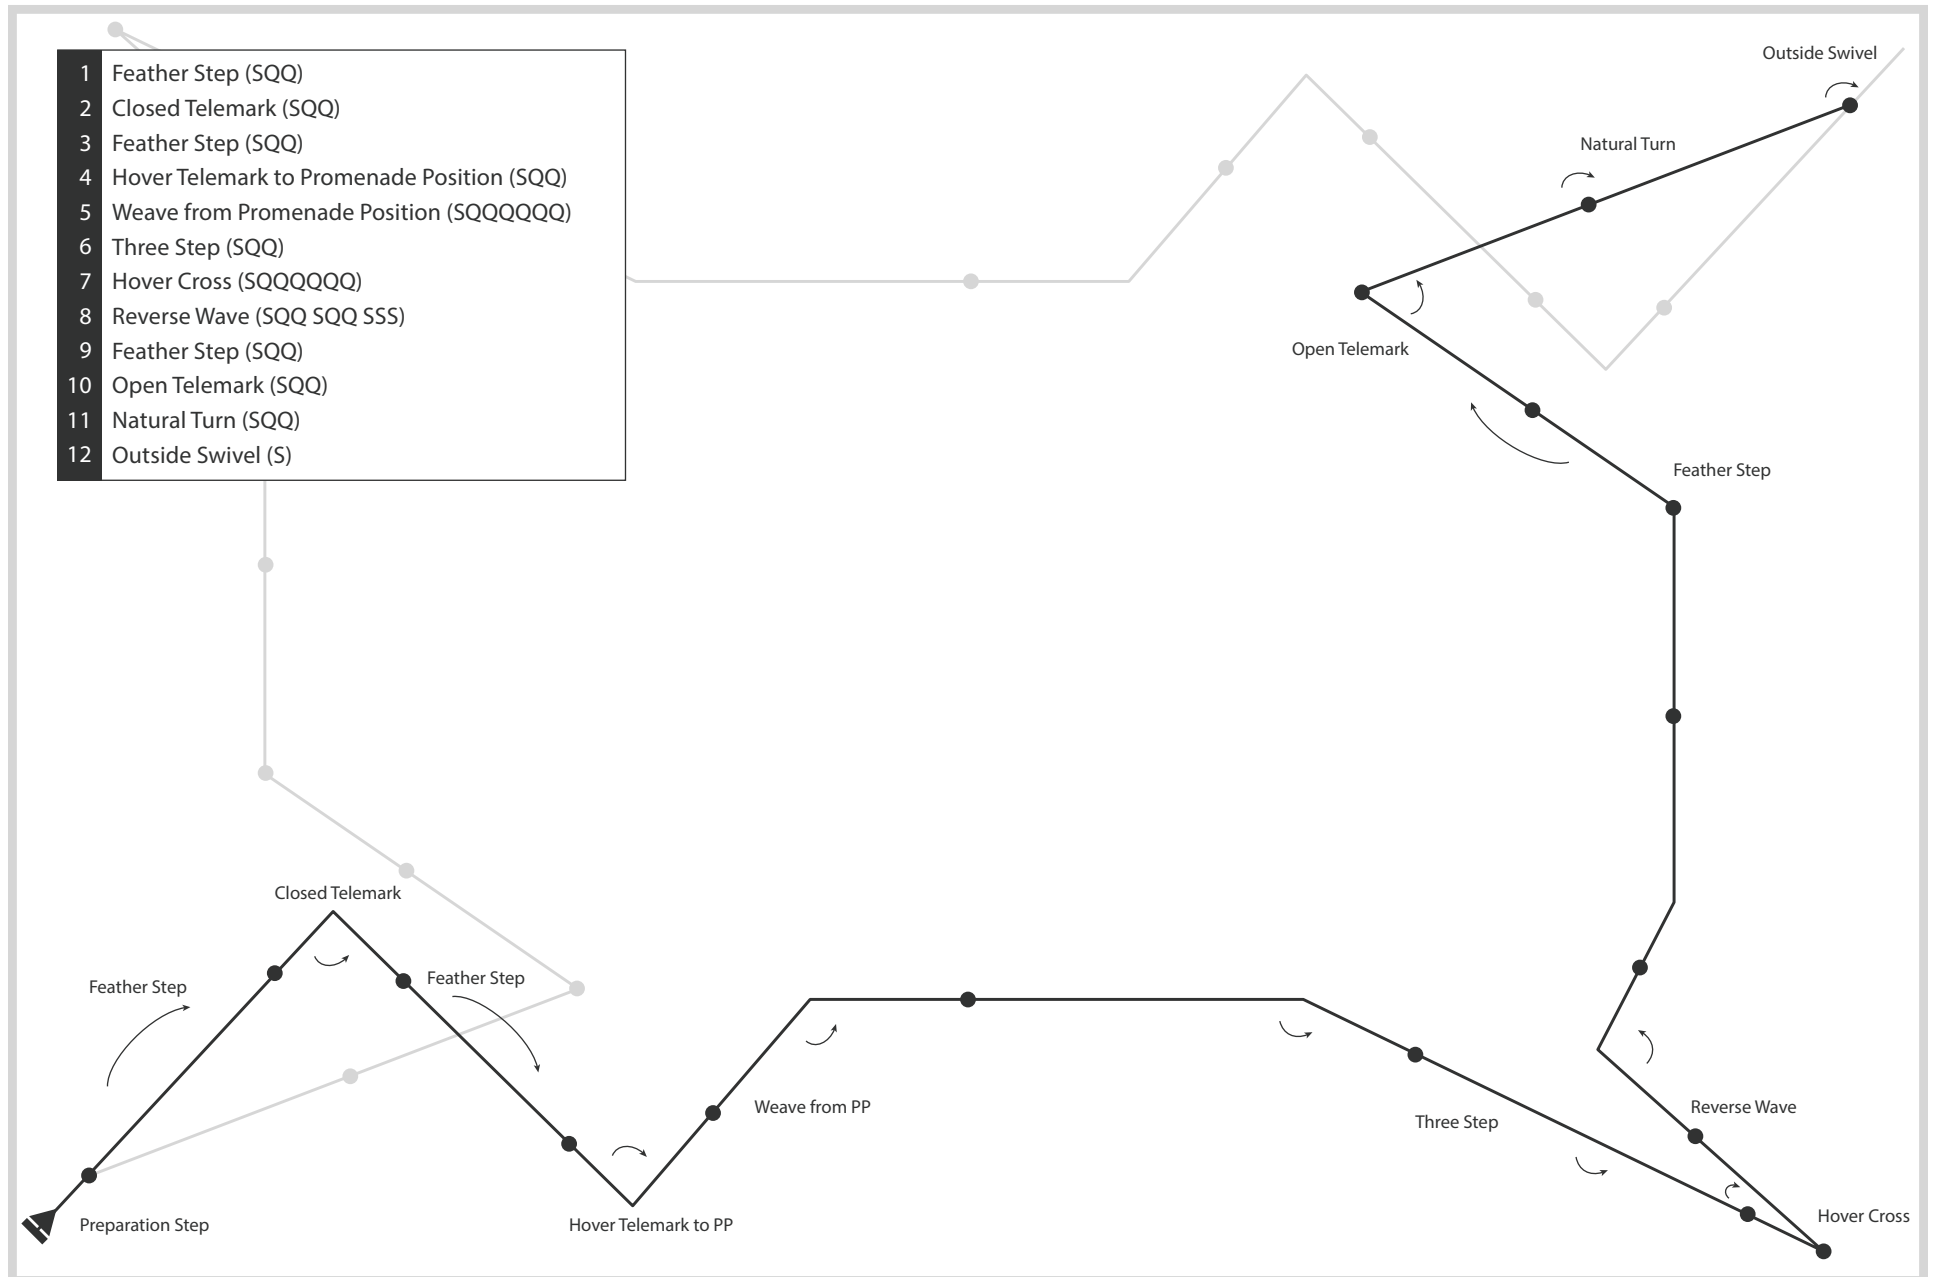 1 Feather Step (SQQ)
2 Closed Telemark (SQQ)
3 Feather Step (SQQ)
4 Hover Telemark to Promenade Position (SQQ)
5 Weave from Promenade Position (SQQQQQQ)
6 Three Step (SQQ)
7 Hover Cross (SQQQQQQ)
8 Reverse Wave (SQQ SQQ SSS)
9 Feather Step (SQQ)
10 Open Telemark (SQQ)
11 Natural Turn (SQQ)
12 Outside Swivel (S)
Outside Swivel
Natural Turn
Open Telemark
Feather Step
Closed Telemark
Feather Step
Feather Step
Weave from PP
Three Step
Reverse Wave
Preparation Step
Hover Telemark to PP
Hover Cross